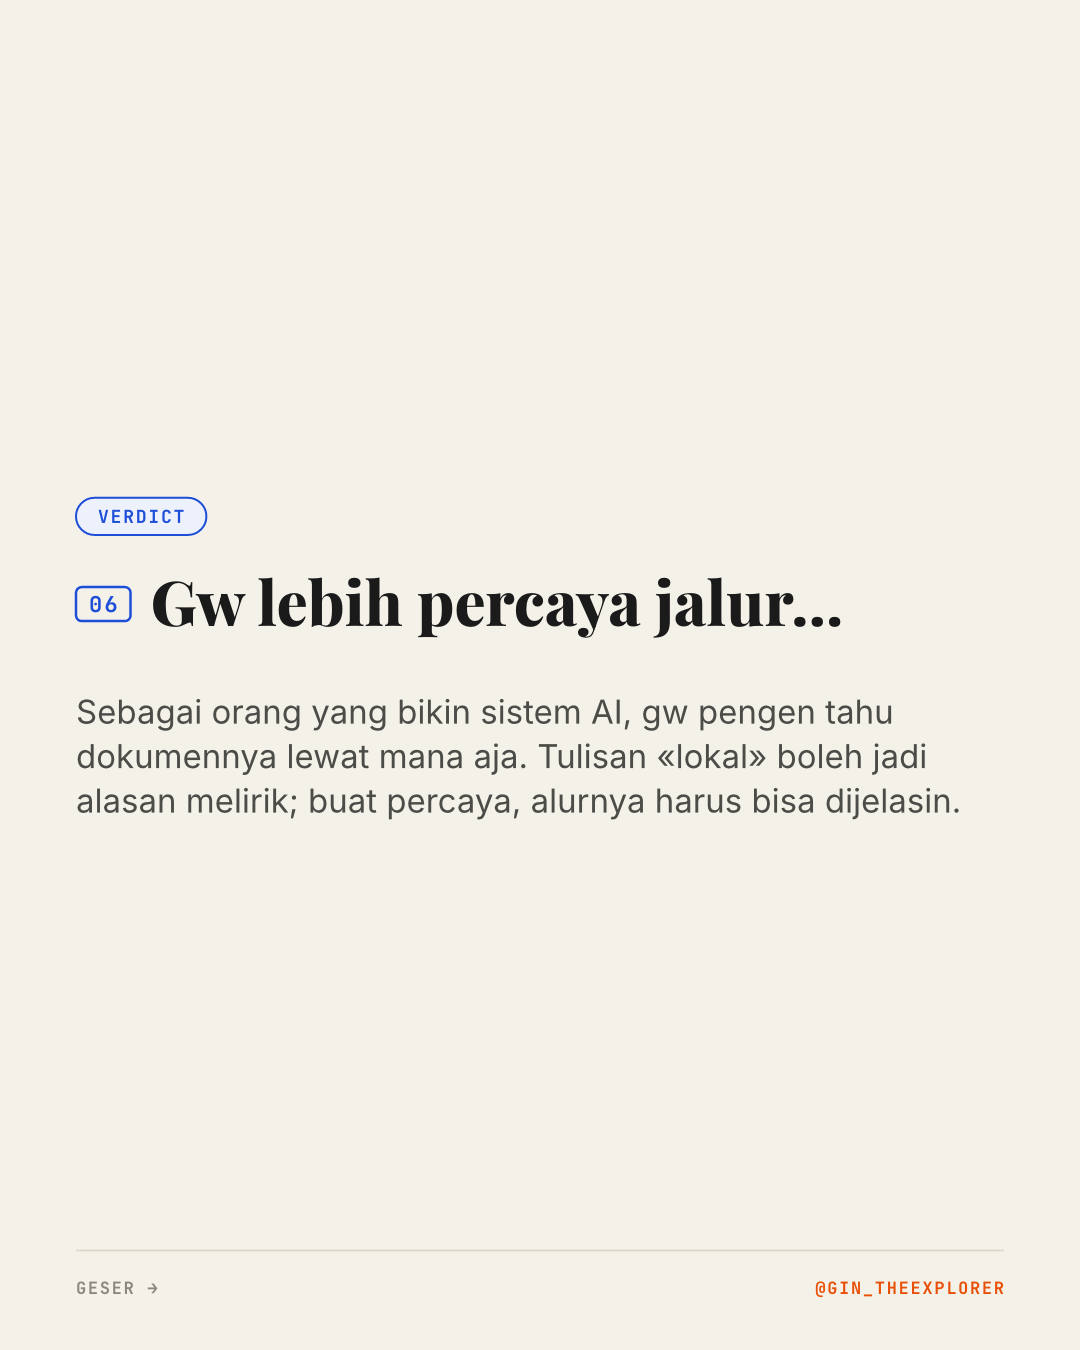 VERDICT
06 Gw lebih percaya jalur...
Sebagai orang yang bikin sistem AI, gw pengen tahu
dokumennya lewat mana aja. Tulisan «lokal» boleh jadi
alasan melirik; buat percaya, alurnya harus bisa dijelasin.
GESER →
@GIN_THEEXPLORER